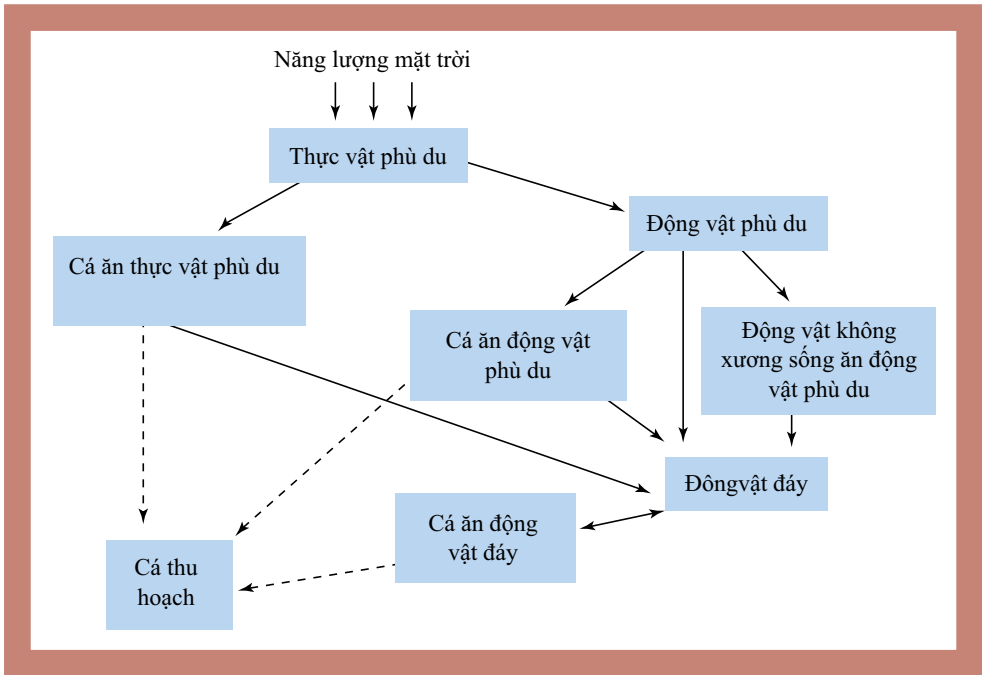 Năng lượng mặt trời
Thực vật phù du
Động vật phù du
Cá ăn thực vật phù du
Cá ăn động vật
phù du
Động vật không
xương sống ăn động
vật phù du
Đôngvật đáy
Cá ăn động
vật đáy
Cá thu
hoạch